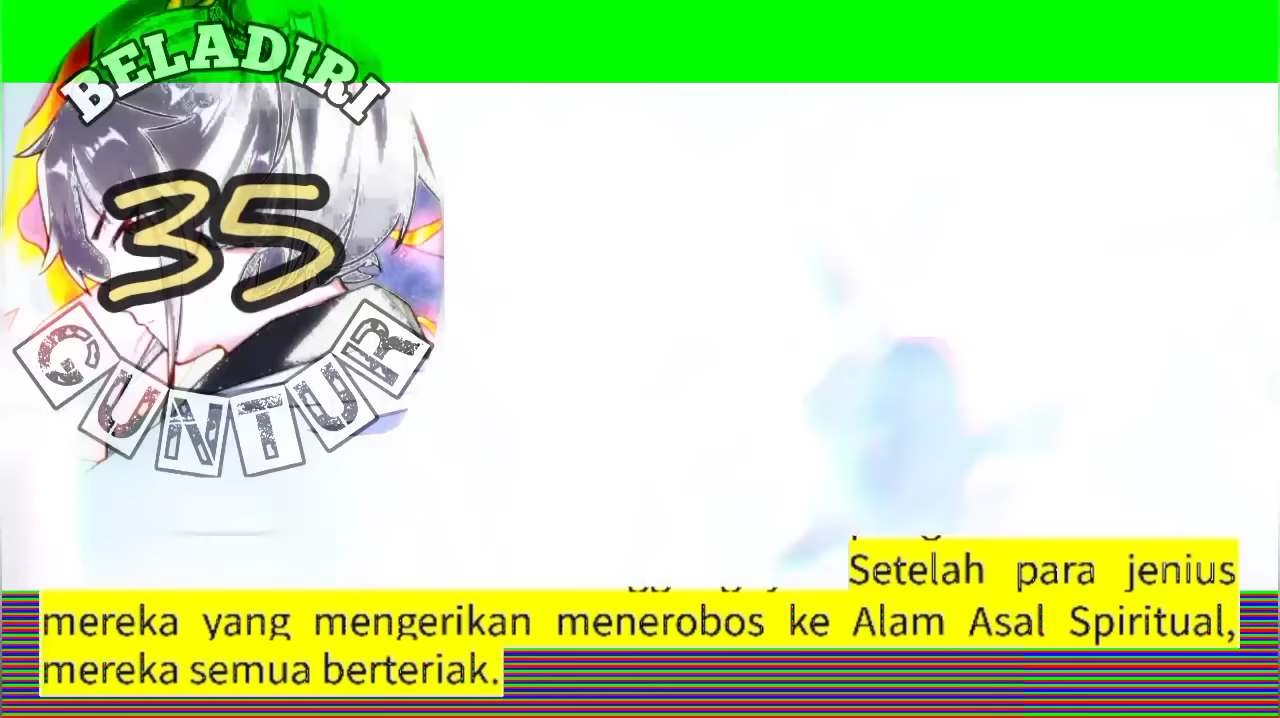 BELADIRI
35
GUNTUR
Setelah para jenius
mereka yang mengerikan menerobos ke Alam Asal Spiritual,
mereka semua berteriak.